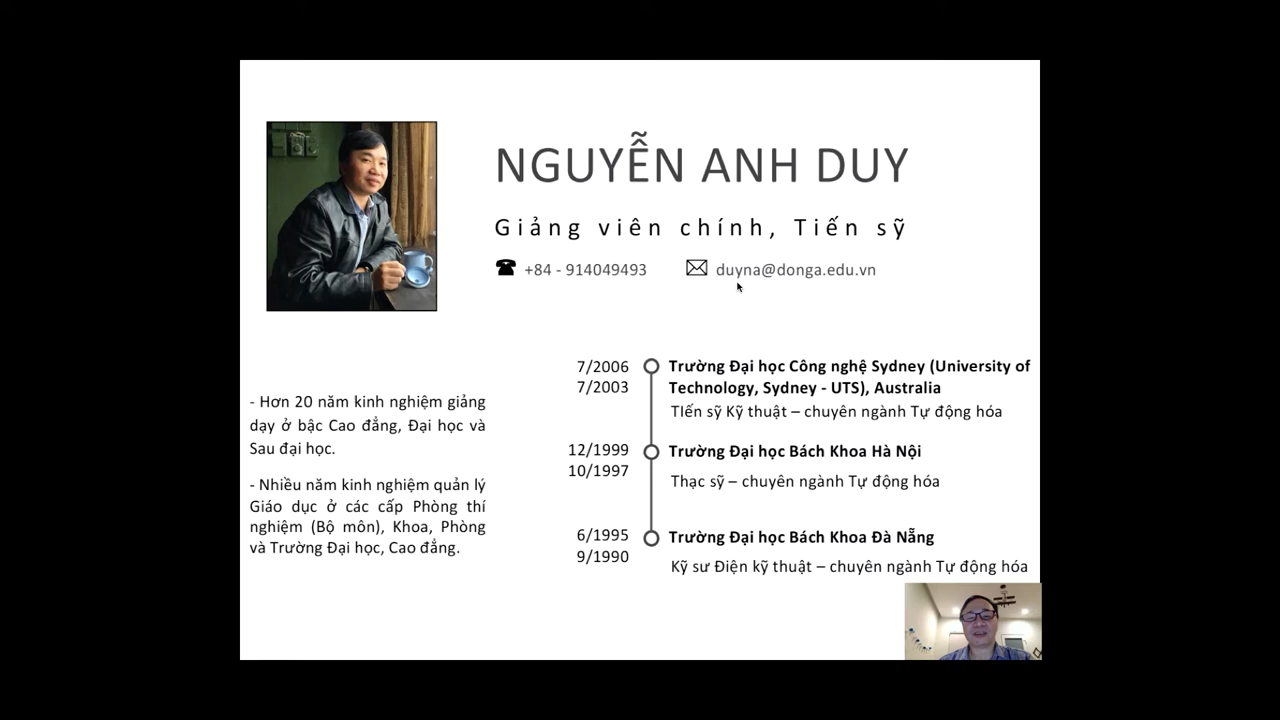 NGUYỄN ANH DUY
Giảng viên chính, Tiến sỹ
+84 - 914049493
duyna@donga.edu.vn
- Hơn 20 năm kinh nghiệm giảng
dạy ở bậc Cao đẳng, Đại học và
Sau đại học.
- Nhiều năm kinh nghiệm quản lý
Giáo dục ở các cấp Phòng thí
nghiệm (Bộ môn), Khoa, Phòng
và Trường Đại học, Cao đẳng.
7/2006
7/2003
Trường Đại học Công nghệ Sydney (University of
Technology, Sydney - UTS), Australia
TIến sỹ Kỹ thuật – chuyên ngành Tự động hóa
12/1999
10/1997
Trường Đại học Bách Khoa Hà Nội
Thạc sỹ – chuyên ngành Tự động hóa
6/1995
9/1990
Trường Đại học Bách Khoa Đà Nẵng
Kỹ sư Điện kỹ thuật – chuyên ngành Tự động hóa